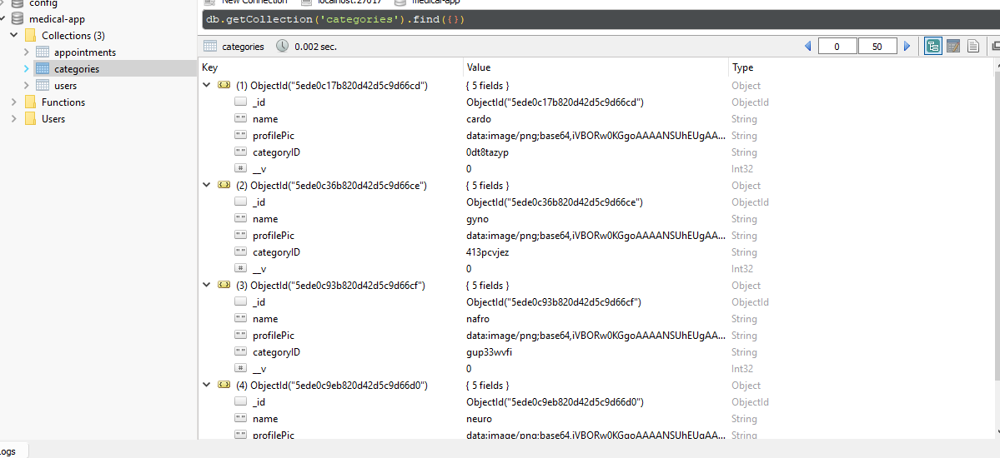 config
New Connection localhost:27017 medical-app
medical-app
db.getCollection('categories').find({})
Collections (3)
appointments
categories
users
Functions
Users
categories 0.002 sec. 0 50
Key Value Type
(1) ObjectId("5ede0c17b820d42d5c9d66cd") { 5 fields } Object
_id ObjectId("5ede0c17b820d42d5c9d66cd") ObjectId
name cardo String
profilePic data:image/png;base64,iVBORw0KGgoAAAANSUhEUgAA... String
categoryID 0dt8tazyp String
__v 0 Int32
(2) ObjectId("5ede0c36b820d42d5c9d66ce") { 5 fields } Object
_id ObjectId("5ede0c36b820d42d5c9d66ce") ObjectId
name gyno String
profilePic data:image/png;base64,iVBORw0KGgoAAAANSUhEUgAA... String
categoryID 413pcvjez String
__v 0 Int32
(3) ObjectId("5ede0c93b820d42d5c9d66cf") { 5 fields } Object
_id ObjectId("5ede0c93b820d42d5c9d66cf") ObjectId
name nafro String
profilePic data:image/png;base64,iVBORw0KGgoAAAANSUhEUgAA... String
categoryID gup33wvfi String
__v 0 Int32
(4) ObjectId("5ede0c9eb820d42d5c9d66d0") { 5 fields } Object
_id ObjectId("5ede0c9eb820d42d5c9d66d0") ObjectId
name neuro String
profilePic data:image/png;base64,iVBORw0KGgoAAAANSUhEUgAA... String
ogs